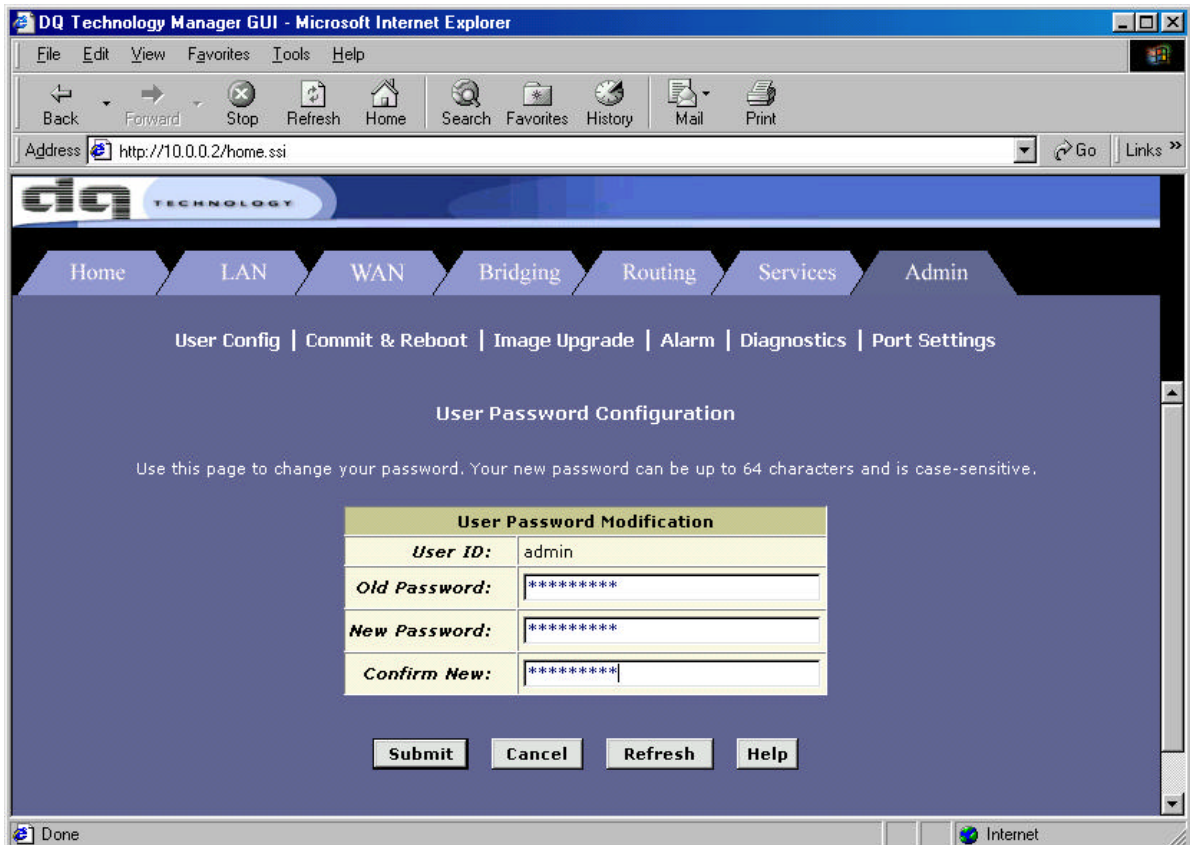 DQ Technology Manager GUI - Microsoft Internet Explorer
File Edit View Favorites Tools Help
Back Forward Stop Refresh Home Search Favorites History Mail Print
Address http://10.0.0.2/home.ssi Go Links »
dq TECHNOLOGY
Home LAN WAN Bridging Routing Services Admin
User Config | Commit & Reboot | Image Upgrade | Alarm | Diagnostics | Port Settings
User Password Configuration
Use this page to change your password. Your new password can be up to 64 characters and is case-sensitive.
User Password Modification
User ID: admin
Old Password: *********
New Password: *********
Confirm New: *********
Submit Cancel Refresh Help
Done Internet